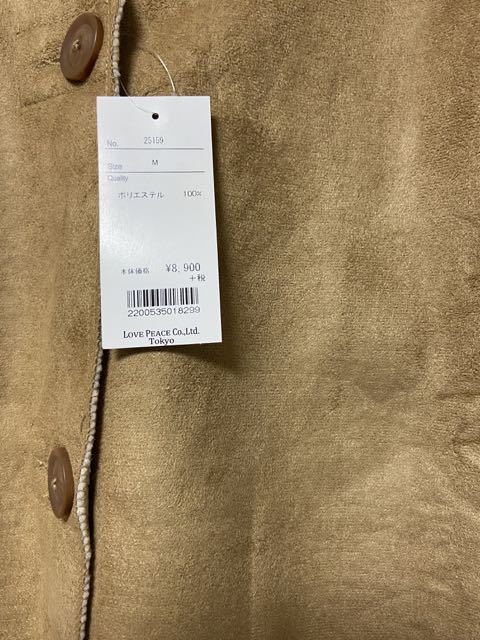 No. 25159
Size M
Quality
ポリエステル 100%
本体価格 ¥8,900
+税
2200535018299
LOVE PEACE Co.,Ltd.
Tokyo